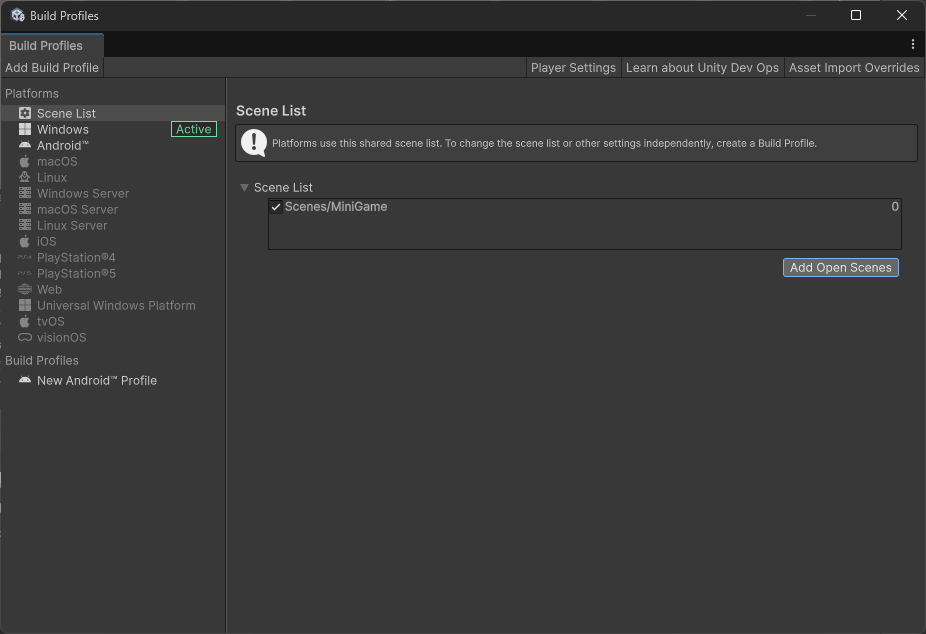 Build Profiles
Build Profiles
Add Build Profile
Player Settings
Learn about Unity Dev Ops
Asset Import Overrides
Platforms
Scene List
Windows
Active
Android™
macOS
Linux
Windows Server
macOS Server
Linux Server
iOS
PlayStation®4
PlayStation®5
Web
Universal Windows Platform
tvOS
visionOS
Build Profiles
New Android™ Profile
Scene List
Platforms use this shared scene list. To change the scene list or other settings independently, create a Build Profile.
Scene List
Scenes/MiniGame 0
Add Open Scenes